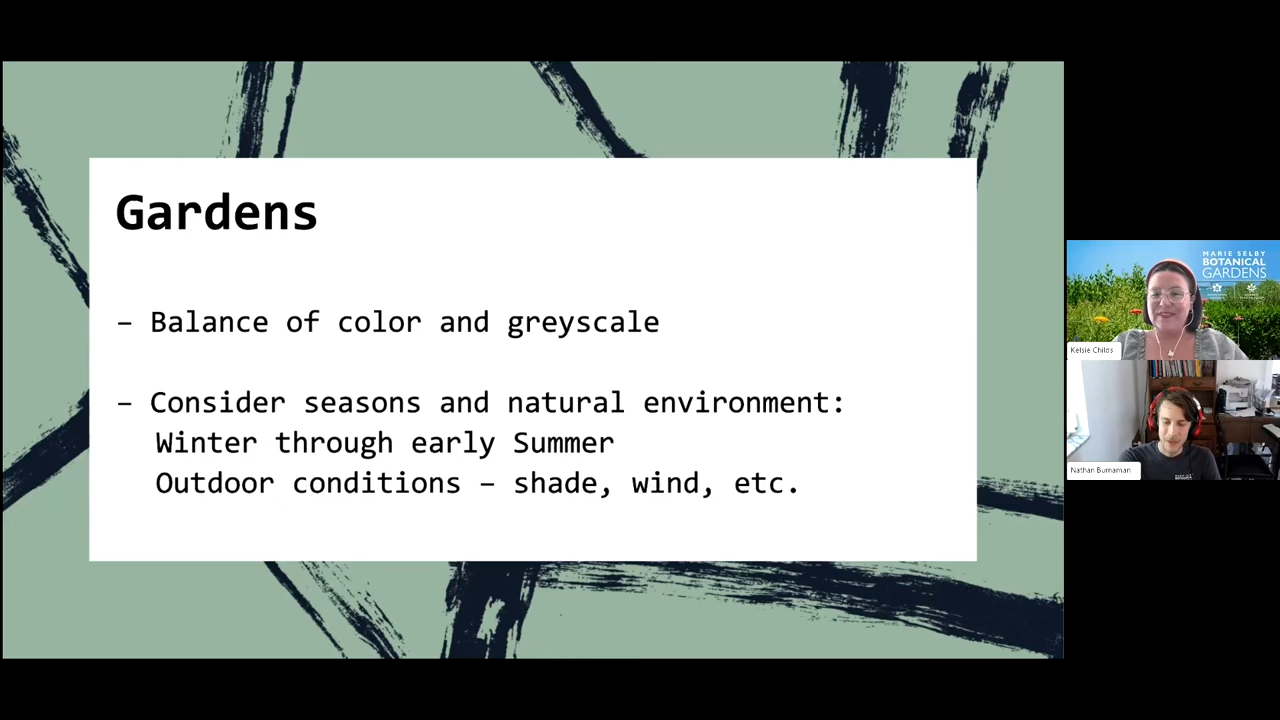 Gardens
– Balance of color and greyscale
– Consider seasons and natural environment:
Winter through early Summer
Outdoor conditions – shade, wind, etc.
MARIE SELBY
BOTANICAL
GARDENS
Kelsie Childs
Nathan Burnaman